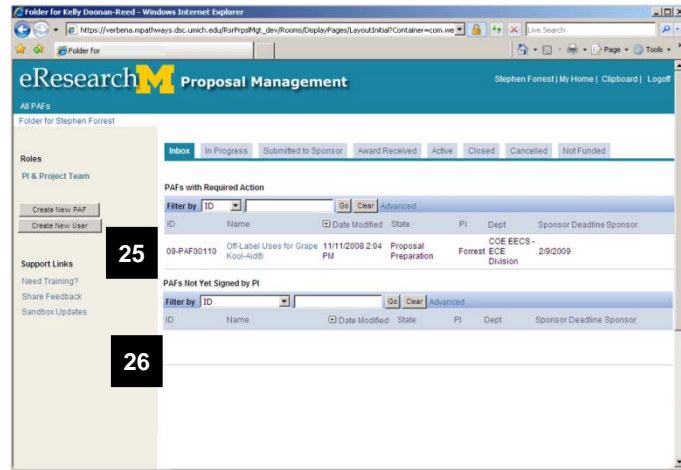 Folder for Kelly Doonan-Reed - Windows Internet Explorer
https://verbena.mpathways.dsc.umich.edu/RsrPrpslMgt_dev/Rooms/DisplayPages/LayoutInitial?Container=com.we
Live Search
Folder for
Page Tools
eResearch M Proposal Management
Stephen Forrest | My Home | Clipboard | Logoff
All PAFs
Folder for Stephen Forrest
Inbox In Progress Submitted to Sponsor Award Received Active Closed Cancelled Not Funded
Roles
PI & Project Team
Create New PAF
Create New User
Support Links
Need Training?
Share Feedback
Sandbox Updates
25
26
PAFs with Required Action
Filter by ID Go Clear Advanced
ID Name Date Modified State PI Dept Sponsor Deadline Sponsor
09-PAF00110 Off-Label Uses for Grape 11/11/2008 2:04 Proposal Forrest COE EECS - 2/9/2009
Kool-Aid® PM Preparation ECE
Division
PAFs Not Yet Signed by PI
Filter by ID Go Clear Advanced
ID Name Date Modified State PI Dept Sponsor Deadline Sponsor